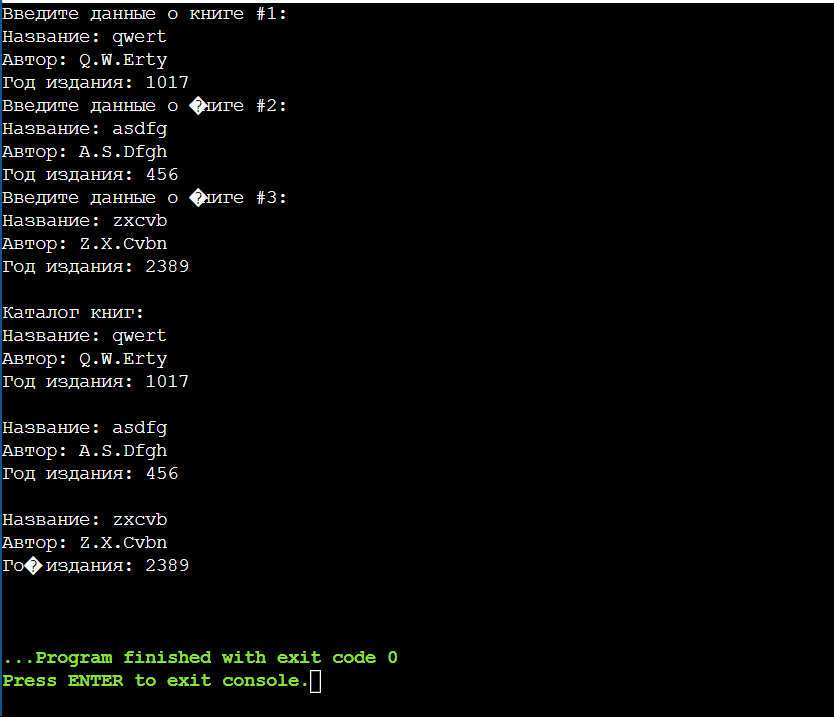 Введите данные о книге #1:
Название: qwert
Автор: Q.W.Erty
Год издания: 1017
Введите данные о �ниге #2:
Название: asdfg
Автор: A.S.Dfgh
Год издания: 456
Введите данные о �ниге #3:
Название: zxcvb
Автор: Z.X.Cvbn
Год издания: 2389
Каталог книг:
Название: qwert
Автор: Q.W.Erty
Год издания: 1017
Название: asdfg
Автор: A.S.Dfgh
Год издания: 456
Название: zxcvb
Автор: Z.X.Cvbn
Го� издания: 2389
...Program finished with exit code 0
Press ENTER to exit console.